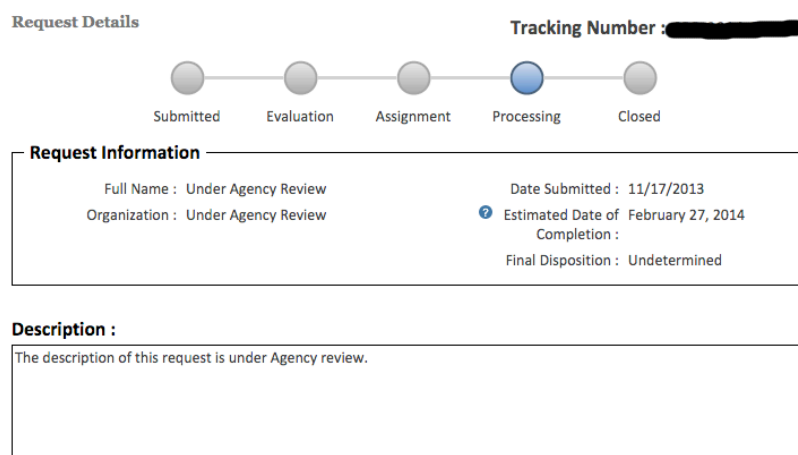 Request Details
Tracking Number :
Submitted Evaluation Assignment Processing Closed
Request Information
Full Name : Under Agency Review
Organization : Under Agency Review
Date Submitted : 11/17/2013
? Estimated Date of February 27, 2014
Completion :
Final Disposition : Undetermined
Description :
The description of this request is under Agency review.